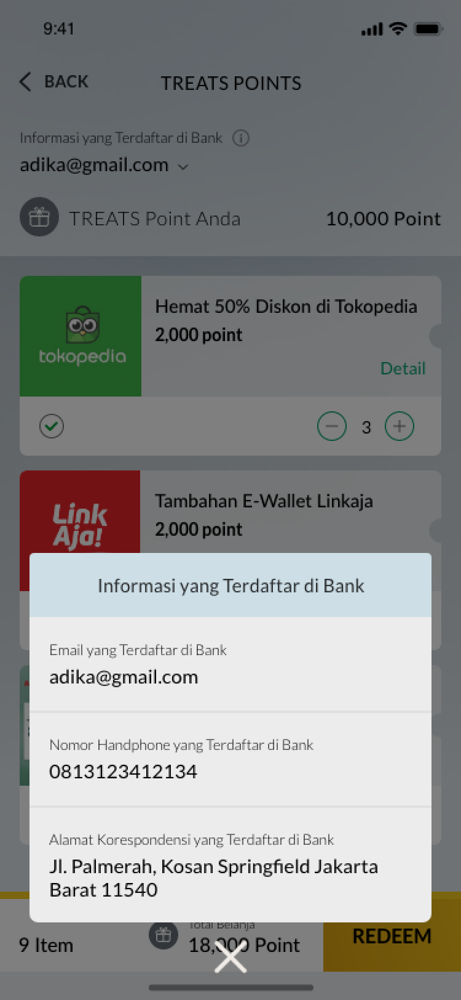 9:41
BACK
TREATS POINTS
Informasi yang Terdaftar di Bank
adika@gmail.com
TREATS Point Anda
10,000 Point
tokopedia
Hemat 50% Diskon di Tokopedia
2,000 point
Detail
3
Link
Aja!
Tambahan E-Wallet Linkaja
2,000 point
Informasi yang Terdaftar di Bank
Email yang Terdaftar di Bank
adika@gmail.com
Nomor Handphone yang Terdaftar di Bank
0813123412134
Alamat Korespondensi yang Terdaftar di Bank
Jl. Palmerah, Kosan Springfield Jakarta
Barat 11540
9 Item
Total Belanja
18,000 Point
REDEEM